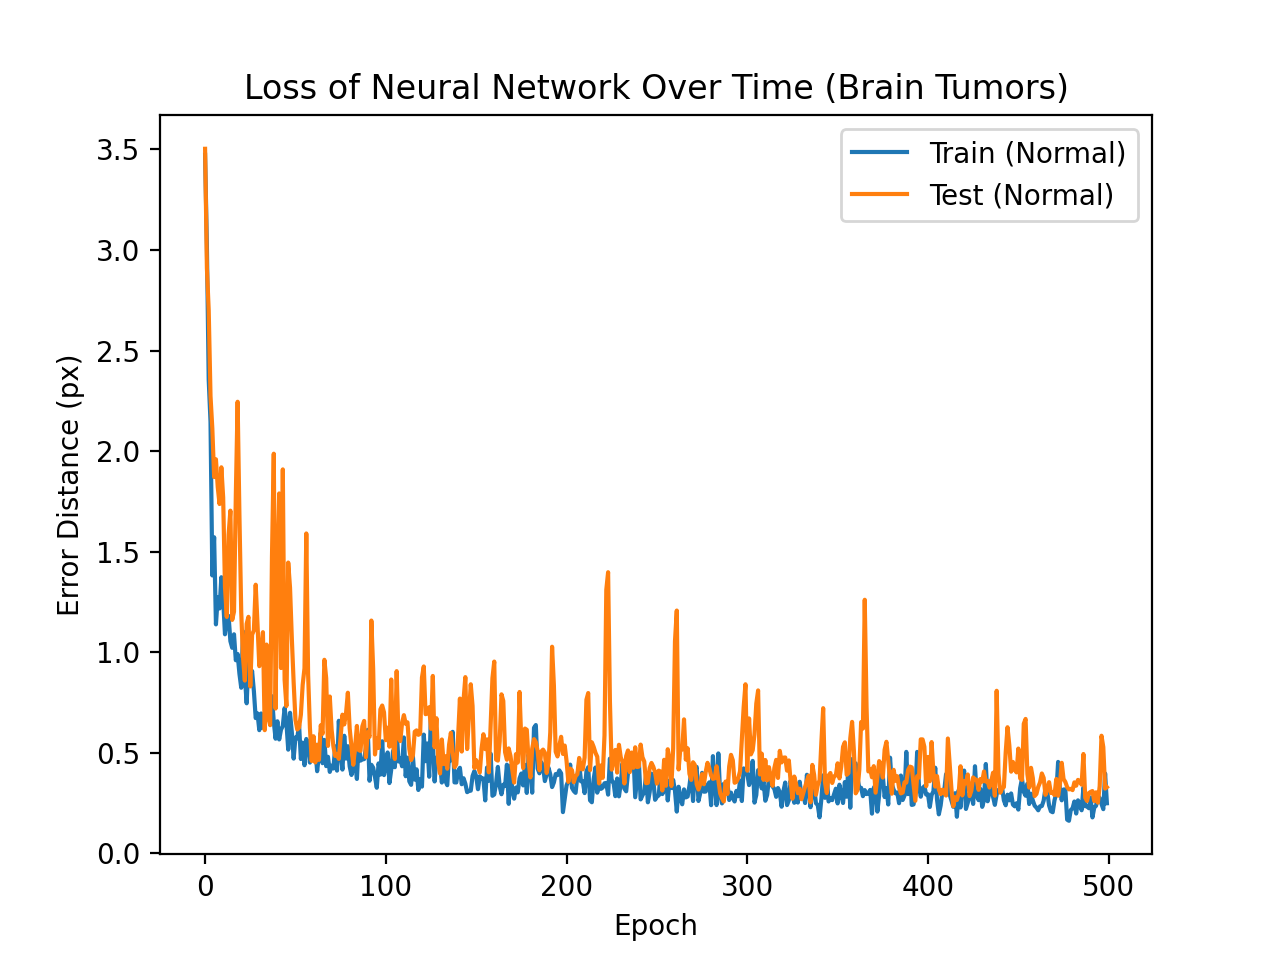 Loss of Neural Network Over Time (Brain Tumors)
Train (Normal)
Test (Normal)
3.5
3.0
2.5
2.0
1.5
1.0
0.5
0.0
Error Distance (px)
0 100 200 300 400 500
Epoch